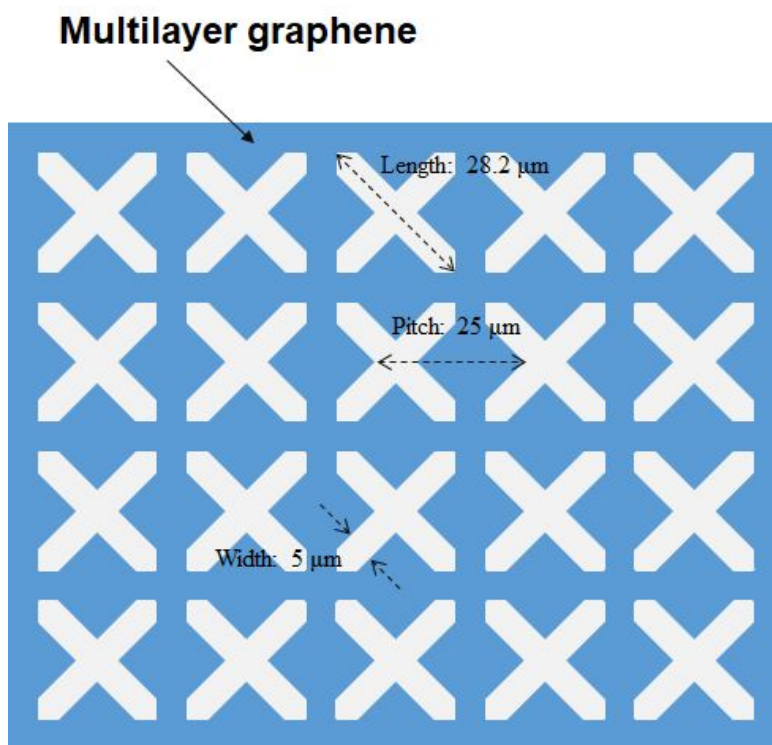 Multilayer graphene
Length: 28.2 µm
Pitch: 25 µm
Width: 5 µm